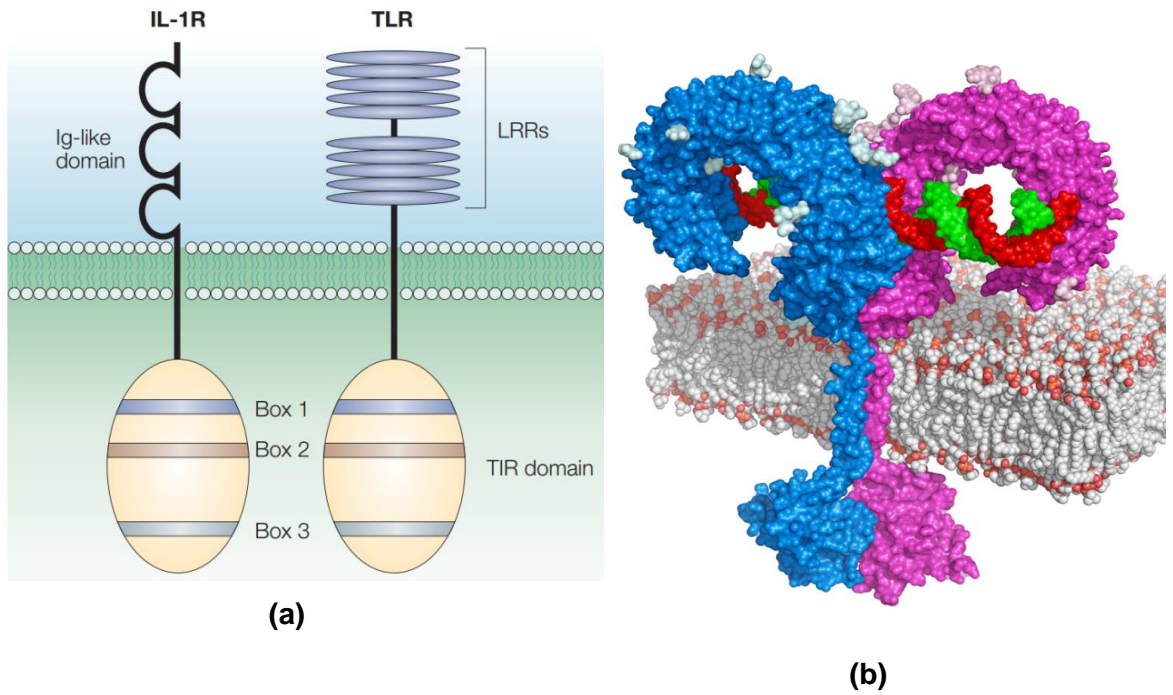 IL-1R
TLR
Ig-like
domain
LRRs
Box 1
Box 2
TIR domain
Box 3
(a)
(b)